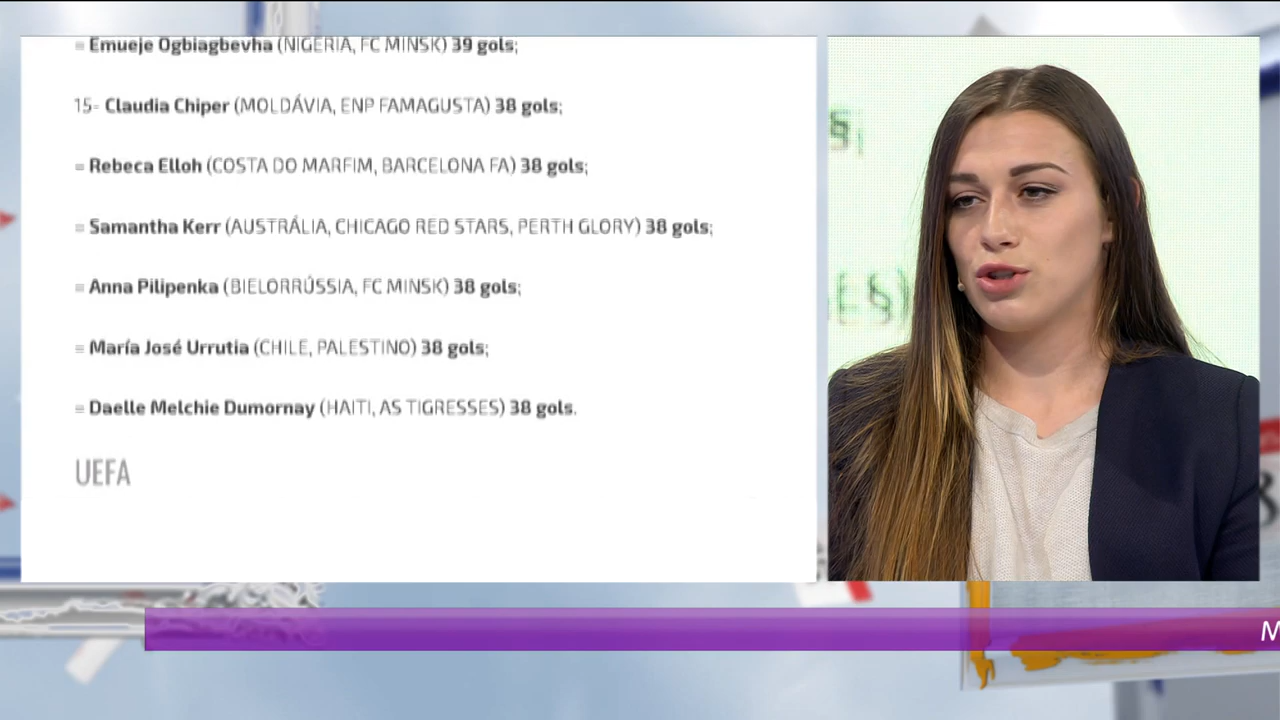 = Emueje Ogbiagbevha (NIGÉRIA, FC MINSK) 39 gols;
15- Claudia Chiper (MOLDÁVIA, ENP FAMAGUSTA) 38 gols;
= Rebeca Elloh (COSTA DO MARFIM, BARCELONA FA) 38 gols;
= Samantha Kerr (AUSTRÁLIA, CHICAGO RED STARS, PERTH GLORY) 38 gols;
= Anna Pilipenka (BIELORRÚSSIA, FC MINSK) 38 gols;
= María José Urrutia (CHILE, PALESTINO) 38 gols;
= Daelle Melchie Dumornay (HAITI, AS TIGRESSES) 38 gols.
UEFA
M